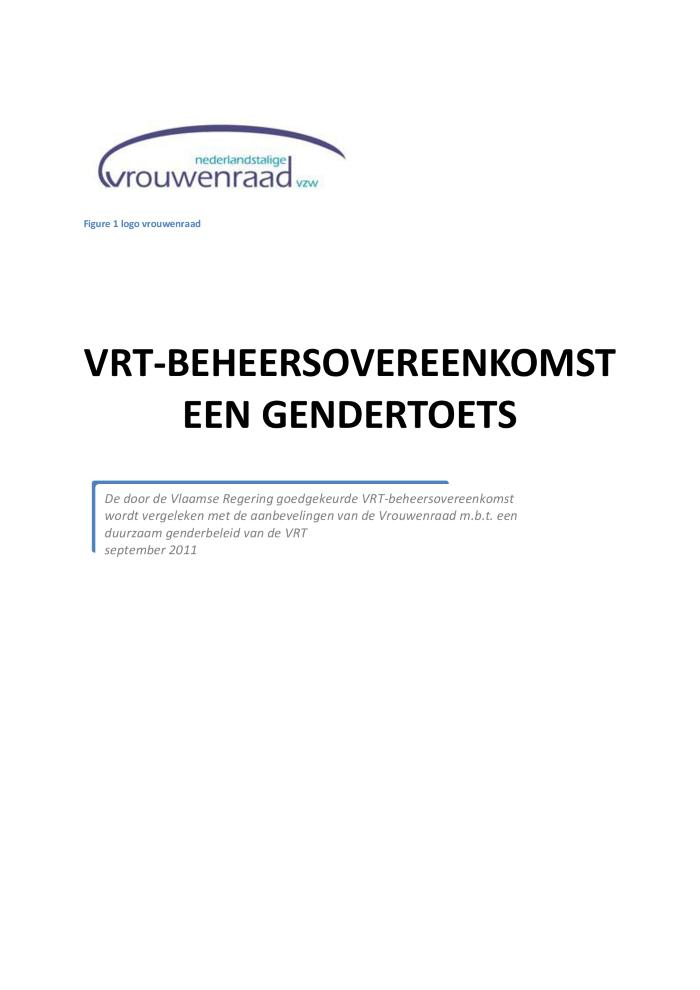 nederlandstalige
vrouwenraad vzw
Figure 1 logo vrouwenraad
VRT-BEHEERSOVEREENKOMST
EEN GENDERTOETS
De door de Vlaamse Regering goedgekeurde VRT-beheersovereenkomst
wordt vergeleken met de aanbevelingen van de Vrouwenraad m.b.t. een
duurzaam genderbeleid van de VRT
september 2011